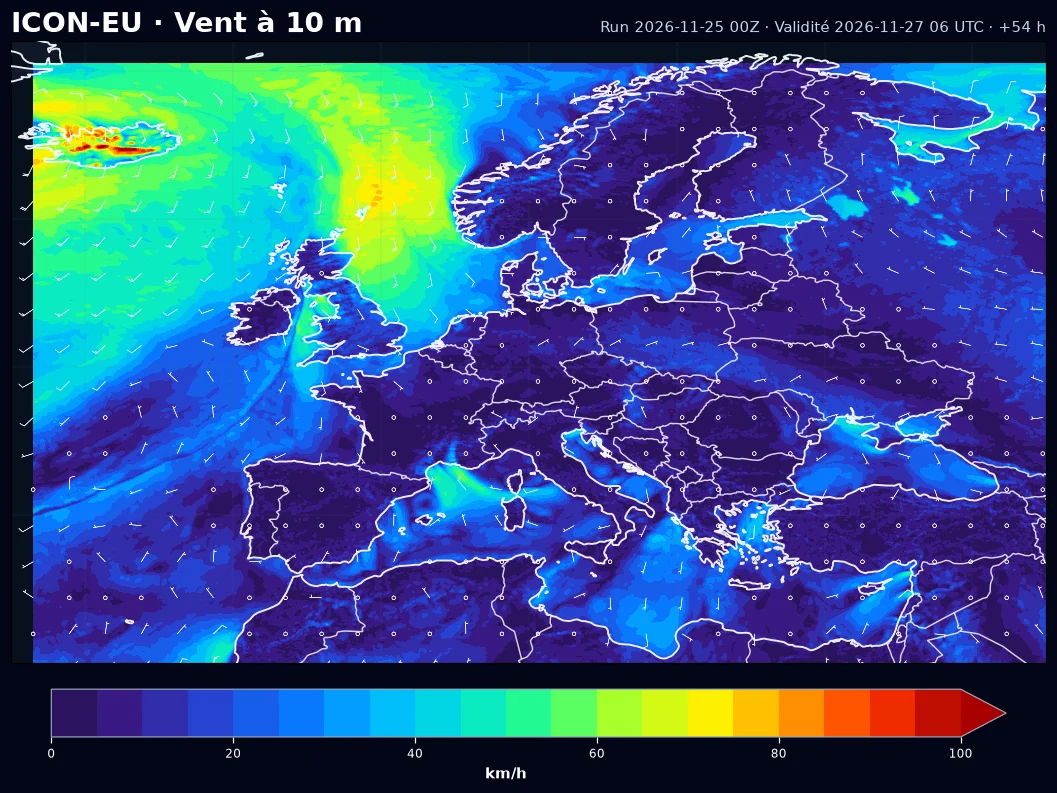 ICON-EU · Vent à 10 m
Run 2026-11-25 00Z · Validité 2026-11-27 06 UTC · +54 h
0 20 40 60 80 100
km/h